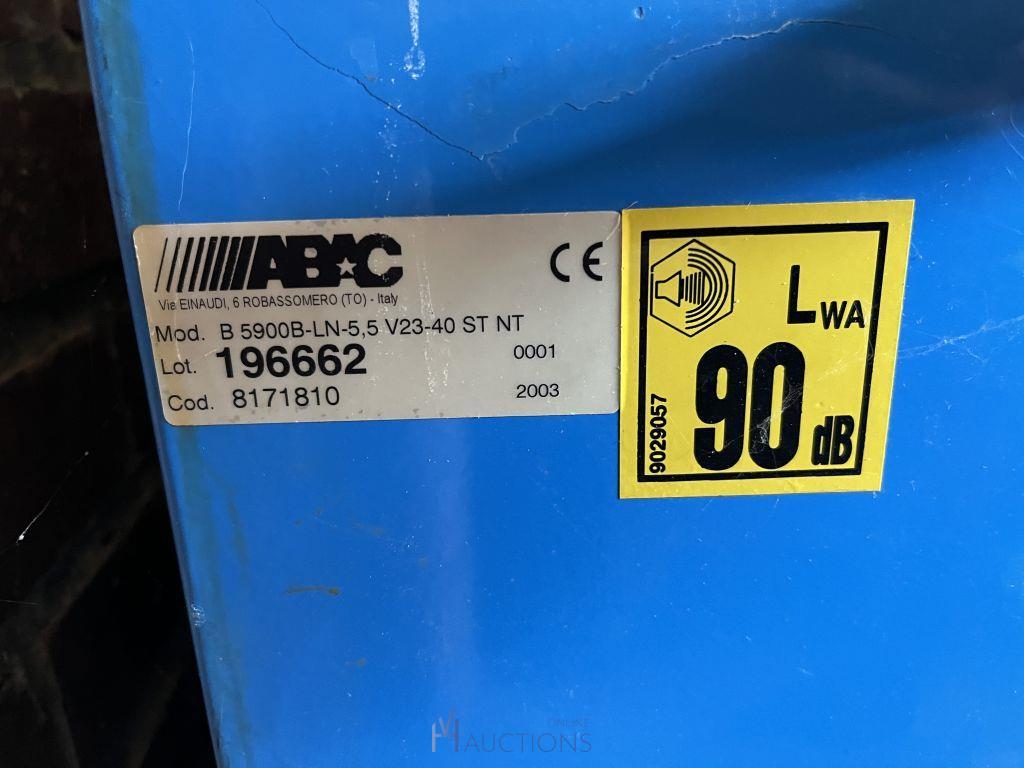 ABAC
CE
Via EINAUDI, 6 ROBASSOMERO (TO) - Italy
Mod. B 5900B-LN-5,5 V23-40 ST NT
Lot. 196662 0001
Cod. 8171810 2003
LWA
90 dB
9029057
ONLINE
AUCTIONS